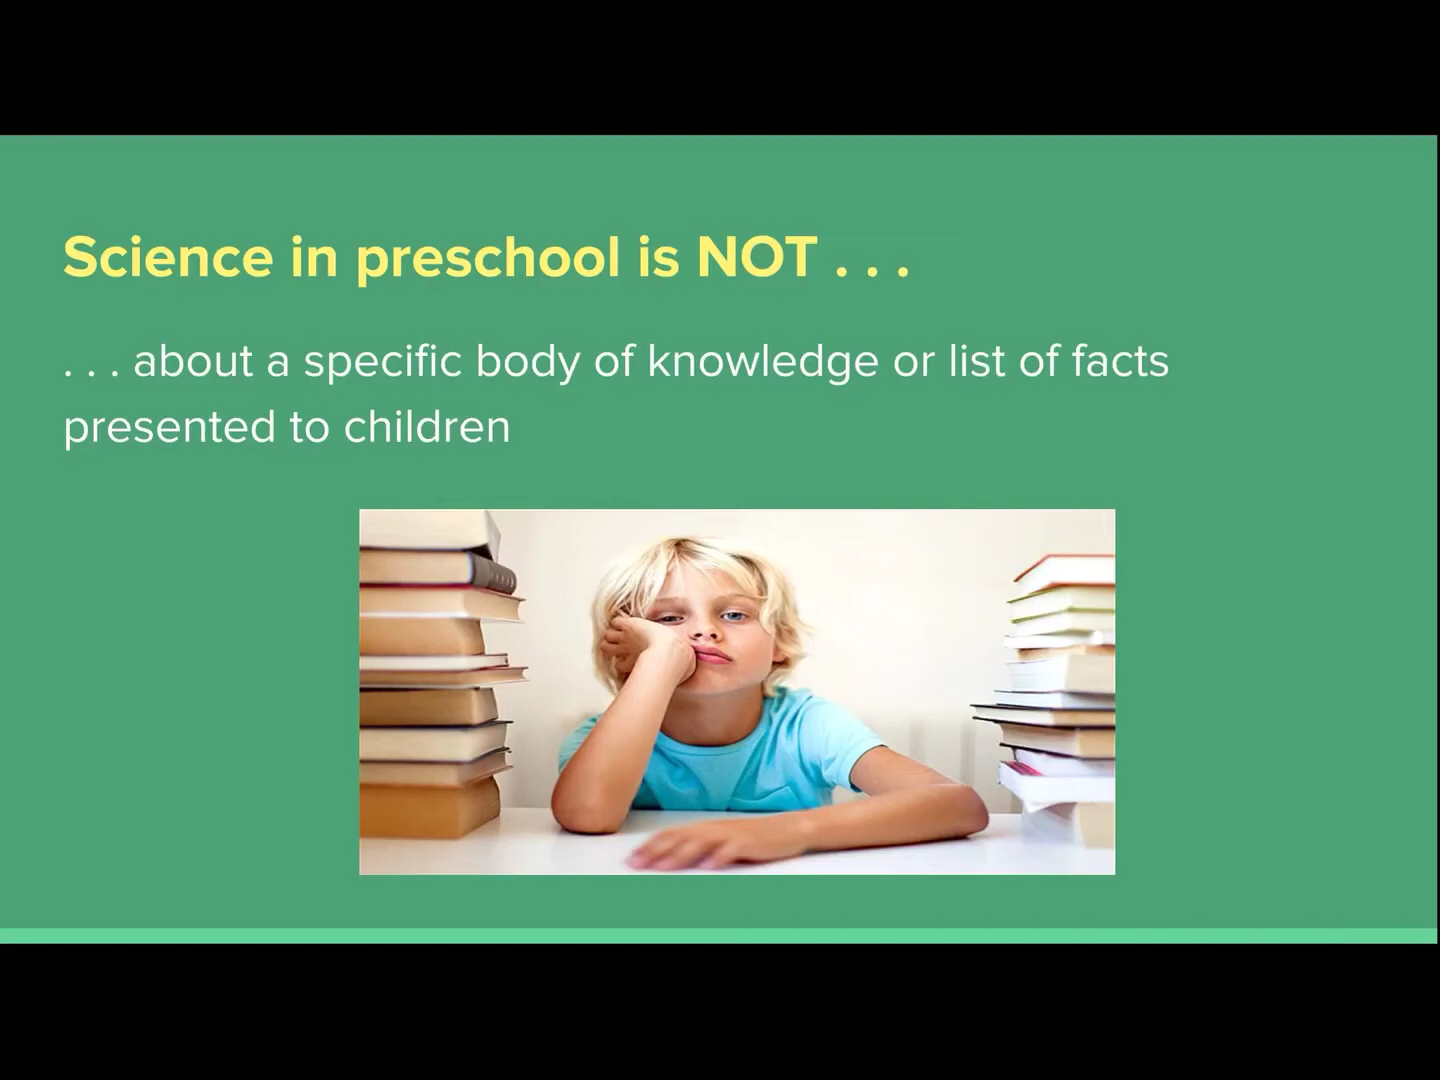 Science in preschool is NOT . . .
. . . about a specific body of knowledge or list of facts
presented to children